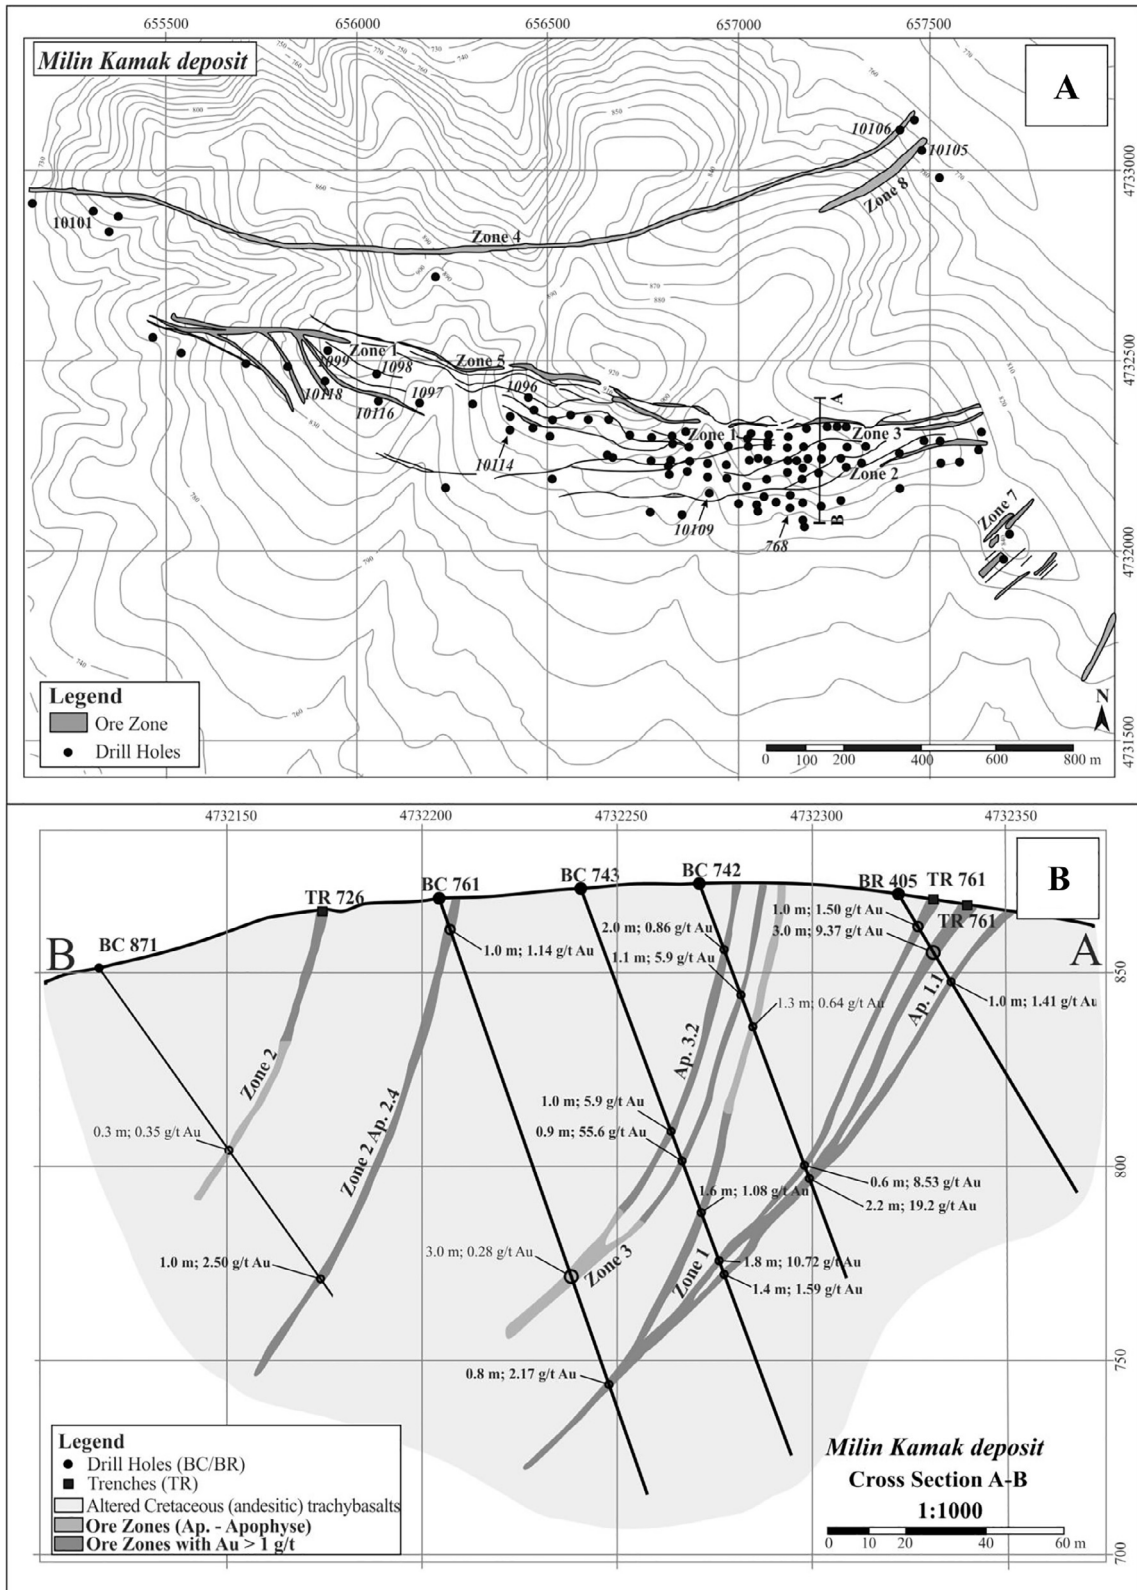 655500 656000 656500 657000 657500
Milin Kamak deposit
A
10106
10105
Zone 8
4733000
10101
Zone 4
Zone 1
1099
1098
Zone 5
10118
10116
1097
1096
4732500
A
Zone 1
Zone 3
10114
Zone 2
10109
768
B
Zone 7
4732000
Legend
Ore Zone
Drill Holes
N
0 100 200 400 600 800 m
4731500
4732150 4732200 4732250 4732300 4732350
B
BC 871
TR 726
BC 761
BC 743
BC 742
BR 405
TR 761
TR 761
B
A
1.0 m; 1.14 g/t Au
2.0 m; 0.86 g/t Au
1.1 m; 5.9 g/t Au
1.3 m; 0.64 g/t Au
1.0 m; 1.50 g/t Au
3.0 m; 9.37 g/t Au
1.0 m; 1.41 g/t Au
850
Zone 2
Zone 2 Ap. 2.4
Ap. 3.2
Ap. 1.1
0.3 m; 0.35 g/t Au
1.0 m; 5.9 g/t Au
0.9 m; 55.6 g/t Au
800
0.6 m; 8.53 g/t Au
2.2 m; 19.2 g/t Au
1.6 m; 1.08 g/t Au
1.0 m; 2.50 g/t Au
3.0 m; 0.28 g/t Au
Zone 3
Zone 1
1.8 m; 10.72 g/t Au
1.4 m; 1.59 g/t Au
0.8 m; 2.17 g/t Au
750
Legend
Drill Holes (BC/BR)
Trenches (TR)
Altered Cretaceous (andesitic) trachybasalts
Ore Zones (Ap. - Apophyse)
Ore Zones with Au > 1 g/t
Milin Kamak deposit
Cross Section A-B
1:1000
0 10 20 40 60 m
700